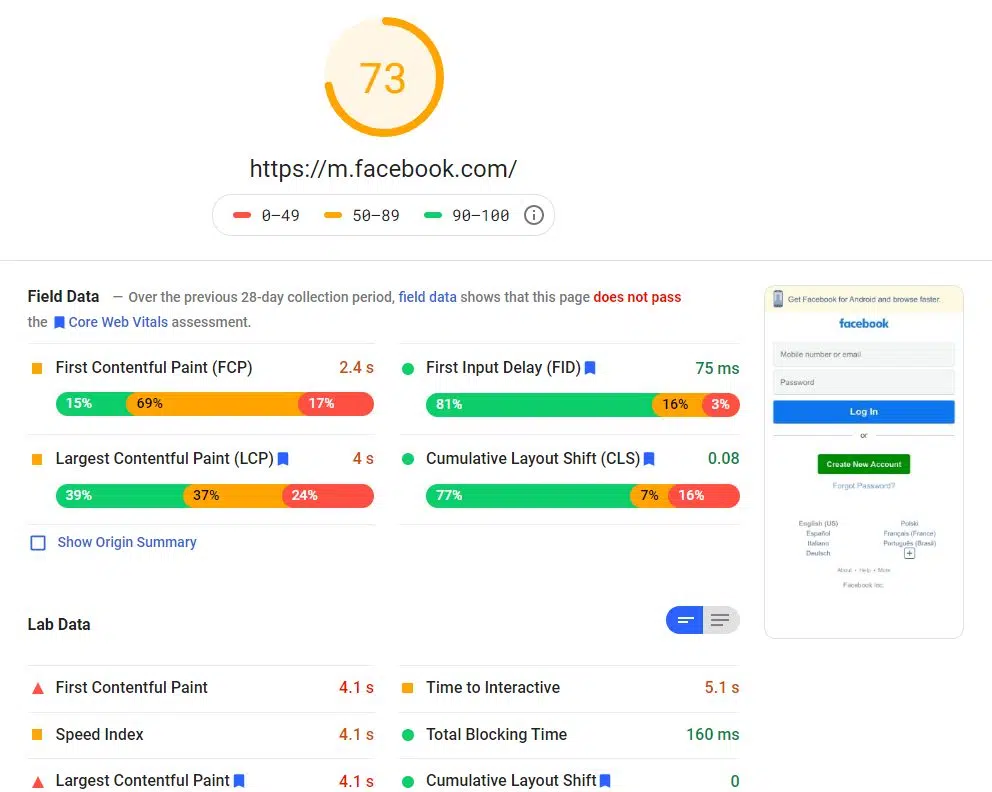 73
https://m.facebook.com/
0–49 50–89 90–100
Field Data — Over the previous 28-day collection period, field data shows that this page does not pass
the Core Web Vitals assessment.
First Contentful Paint (FCP) 2.4 s
15% 69% 17%
First Input Delay (FID) 75 ms
81% 16% 3%
Largest Contentful Paint (LCP) 4 s
39% 37% 24%
Cumulative Layout Shift (CLS) 0.08
77% 7% 16%
Show Origin Summary
Lab Data
First Contentful Paint 4.1 s
Time to Interactive 5.1 s
Speed Index 4.1 s
Total Blocking Time 160 ms
Largest Contentful Paint 4.1 s
Cumulative Layout Shift 0
Get Facebook for Android and browse faster.
facebook
Mobile number or email
Password
Log In
or
Create New Account
Forgot Password?
English (US) Polski
Español Français (France)
Italiano Português (Brasil)
Deutsch
About · Help · More
Facebook Inc.